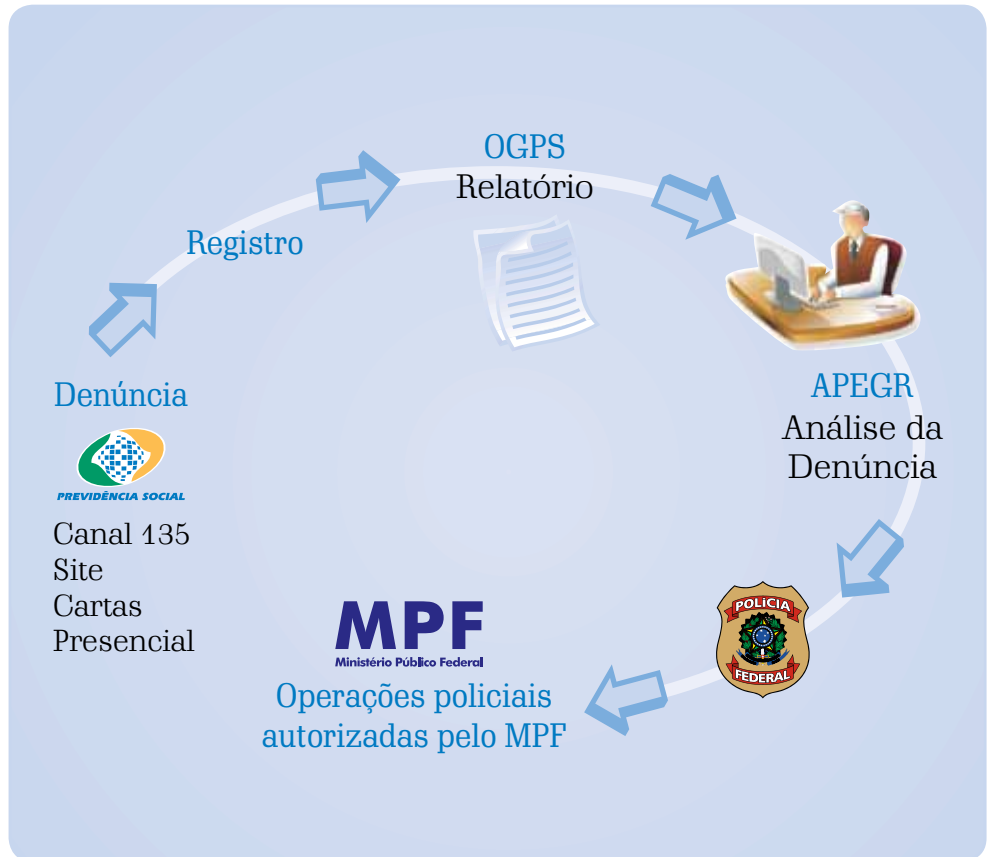 Denúncia
PREVIDÊNCIA SOCIAL
Canal 135
Site
Cartas
Presencial
Registro
OGPS
Relatório
APEGR
Análise da
Denúncia
POLÍCIA
FEDERAL
MPF
Ministério Público Federal
Operações policiais
autorizadas pelo MPF